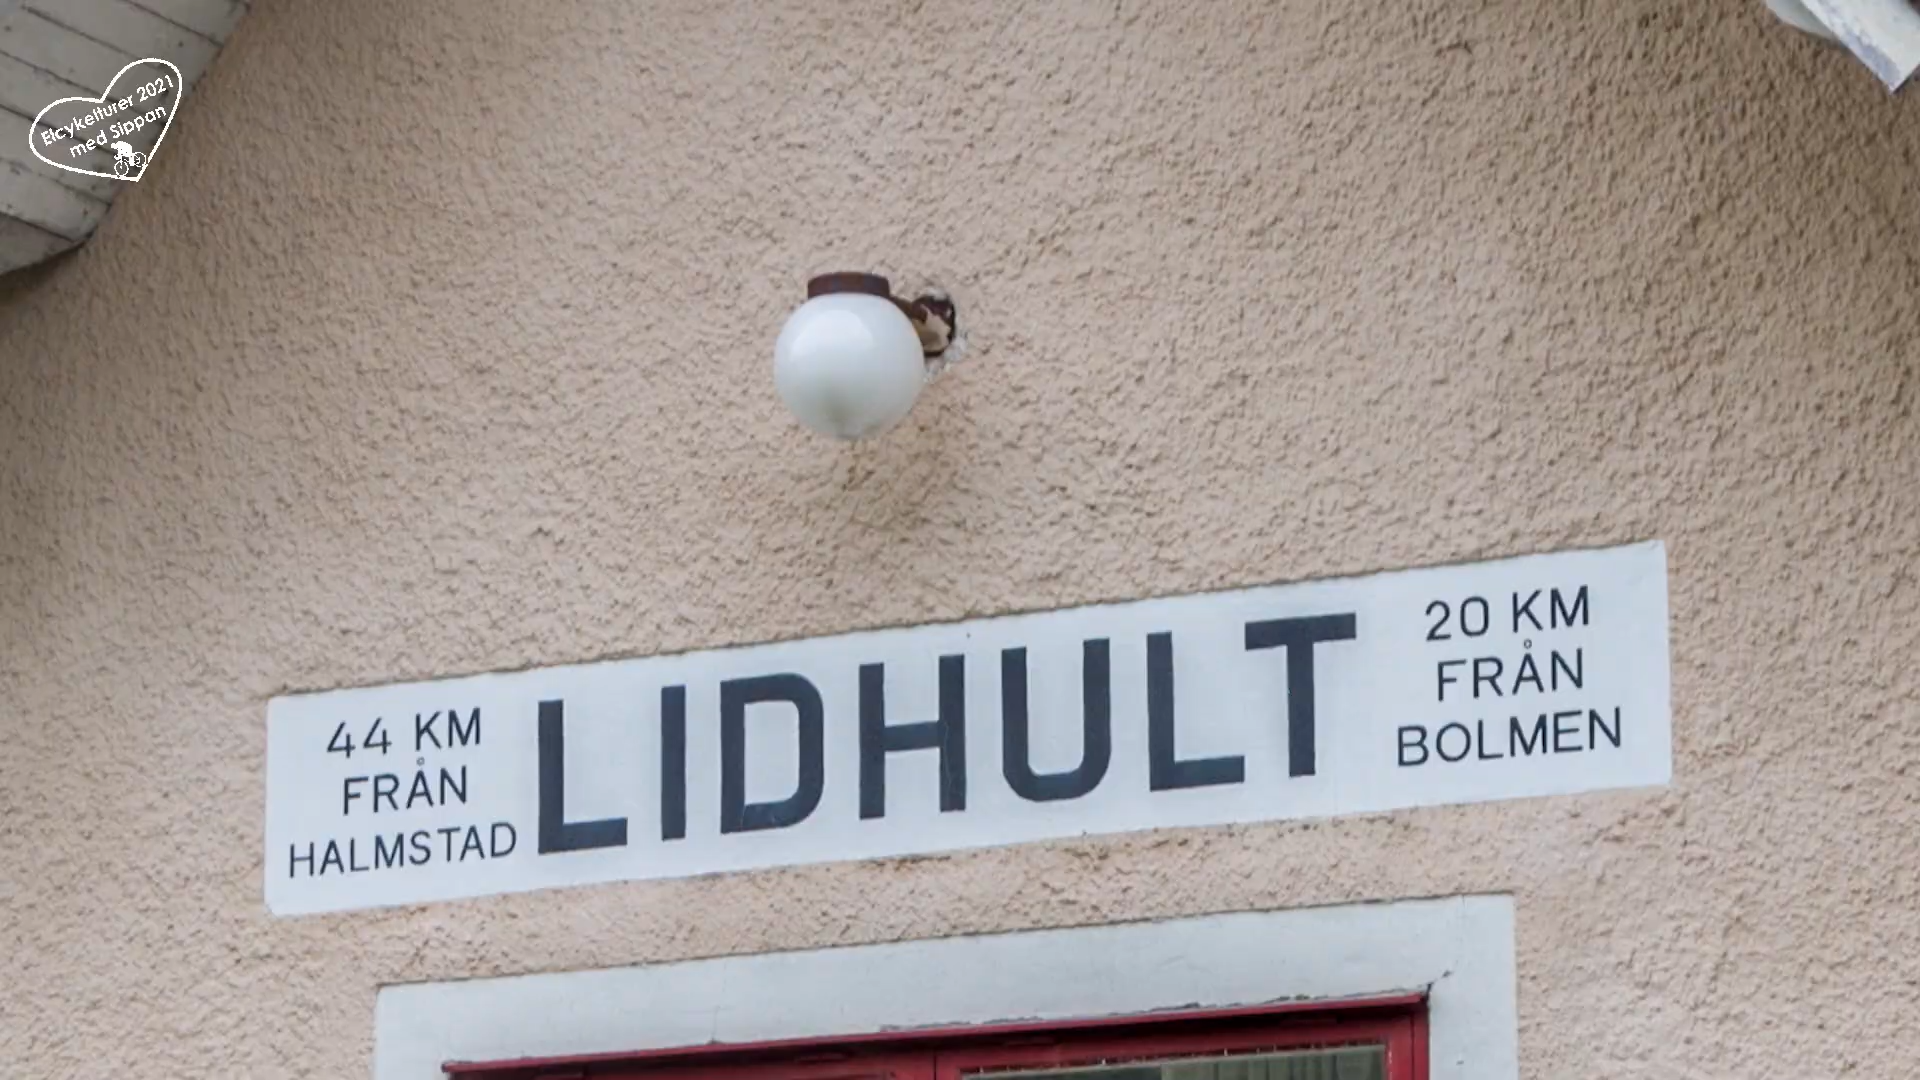 Elcykelturer 2021
med Sippan
44 KM
FRÅN
HALMSTAD
LIDHULT
20 KM
FRÅN
BOLMEN